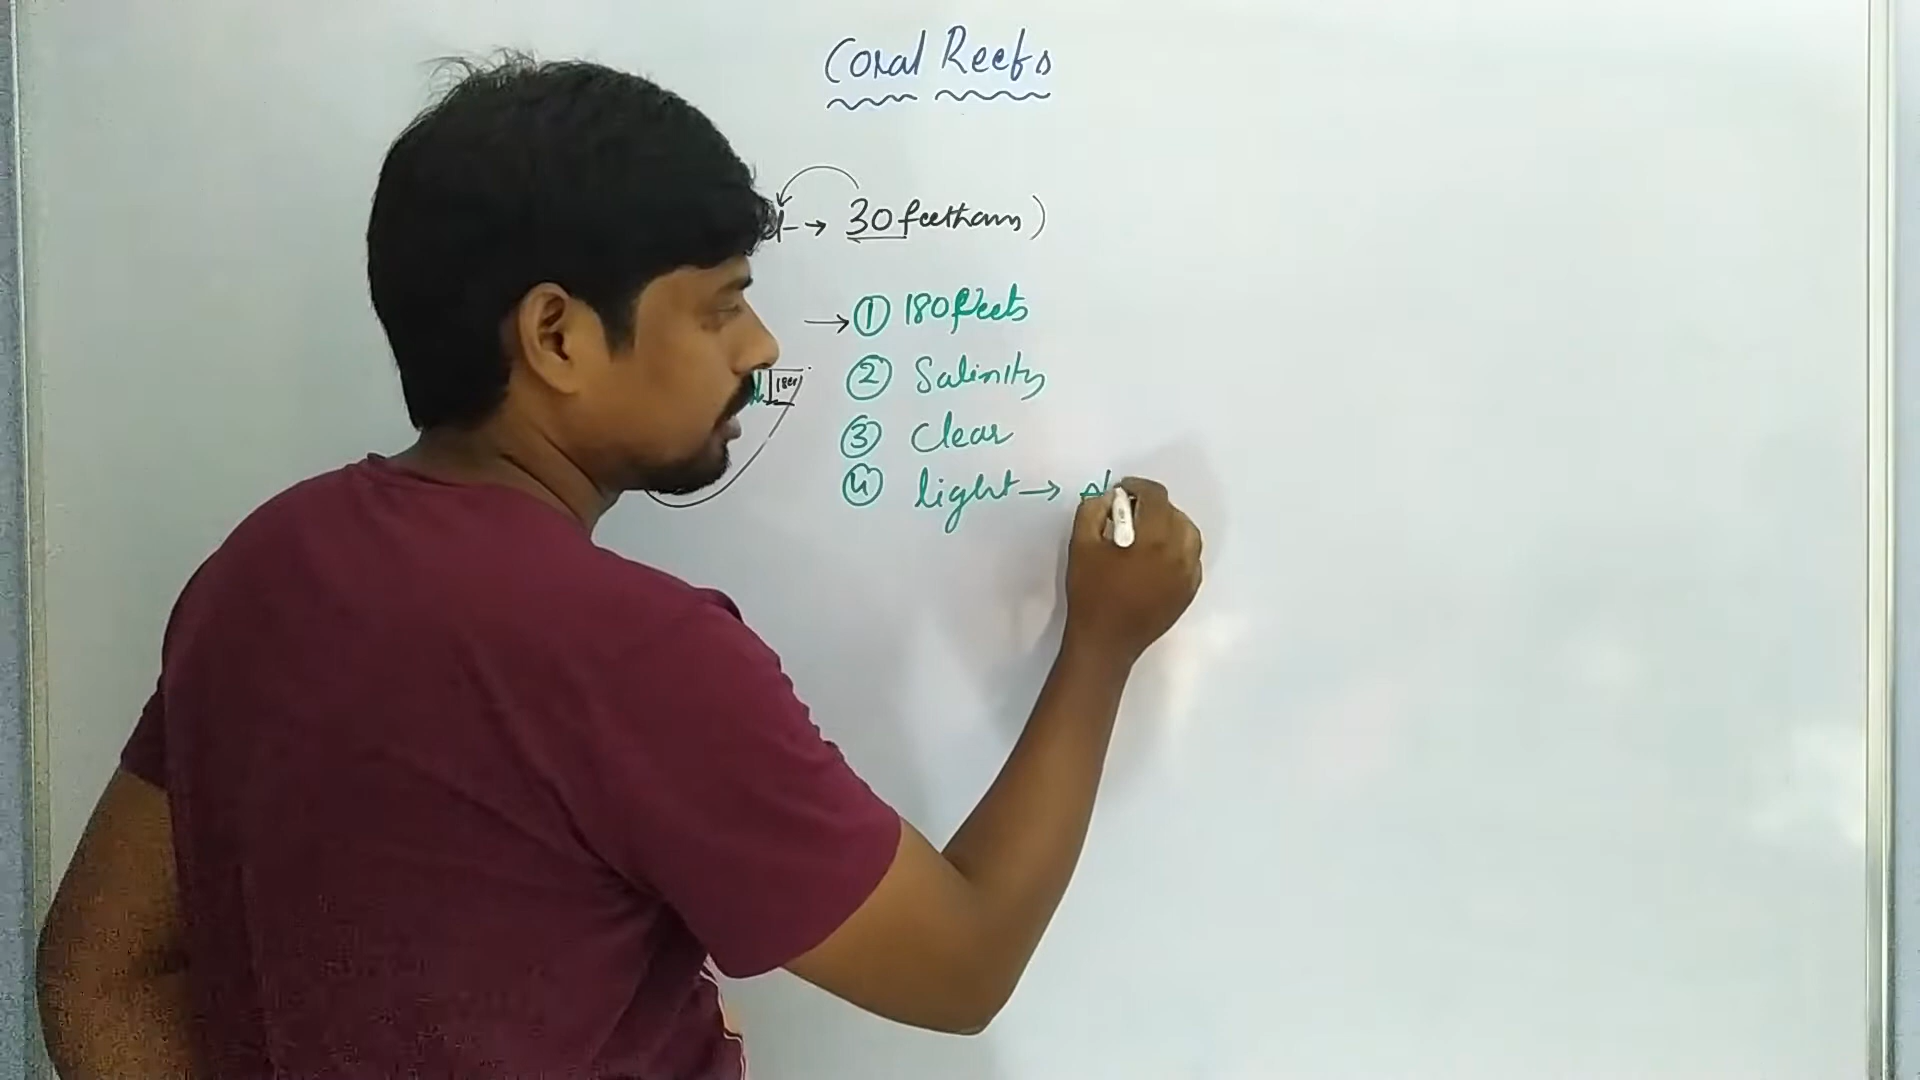 Coral Reefs
→ 30 feethams)
→ ① 180 feets
② Salinity
③ Clear
④ light →